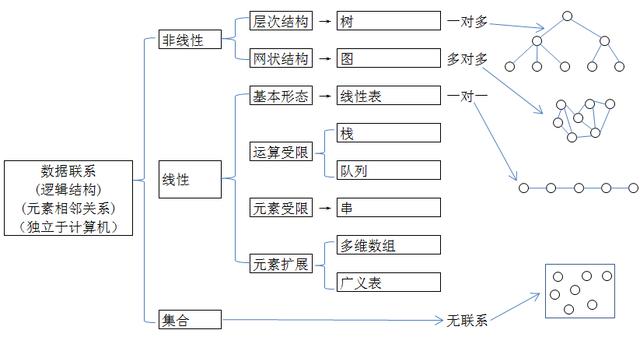 数据联系
(逻辑结构)
(元素相邻关系)
（独立于计算机）
非线性
层次结构
树
一对多
网状结构
图
多对多
线性
基本形态
线性表
一对一
运算受限
栈
队列
元素受限
串
元素扩展
多维数组
广义表
集合
无联系